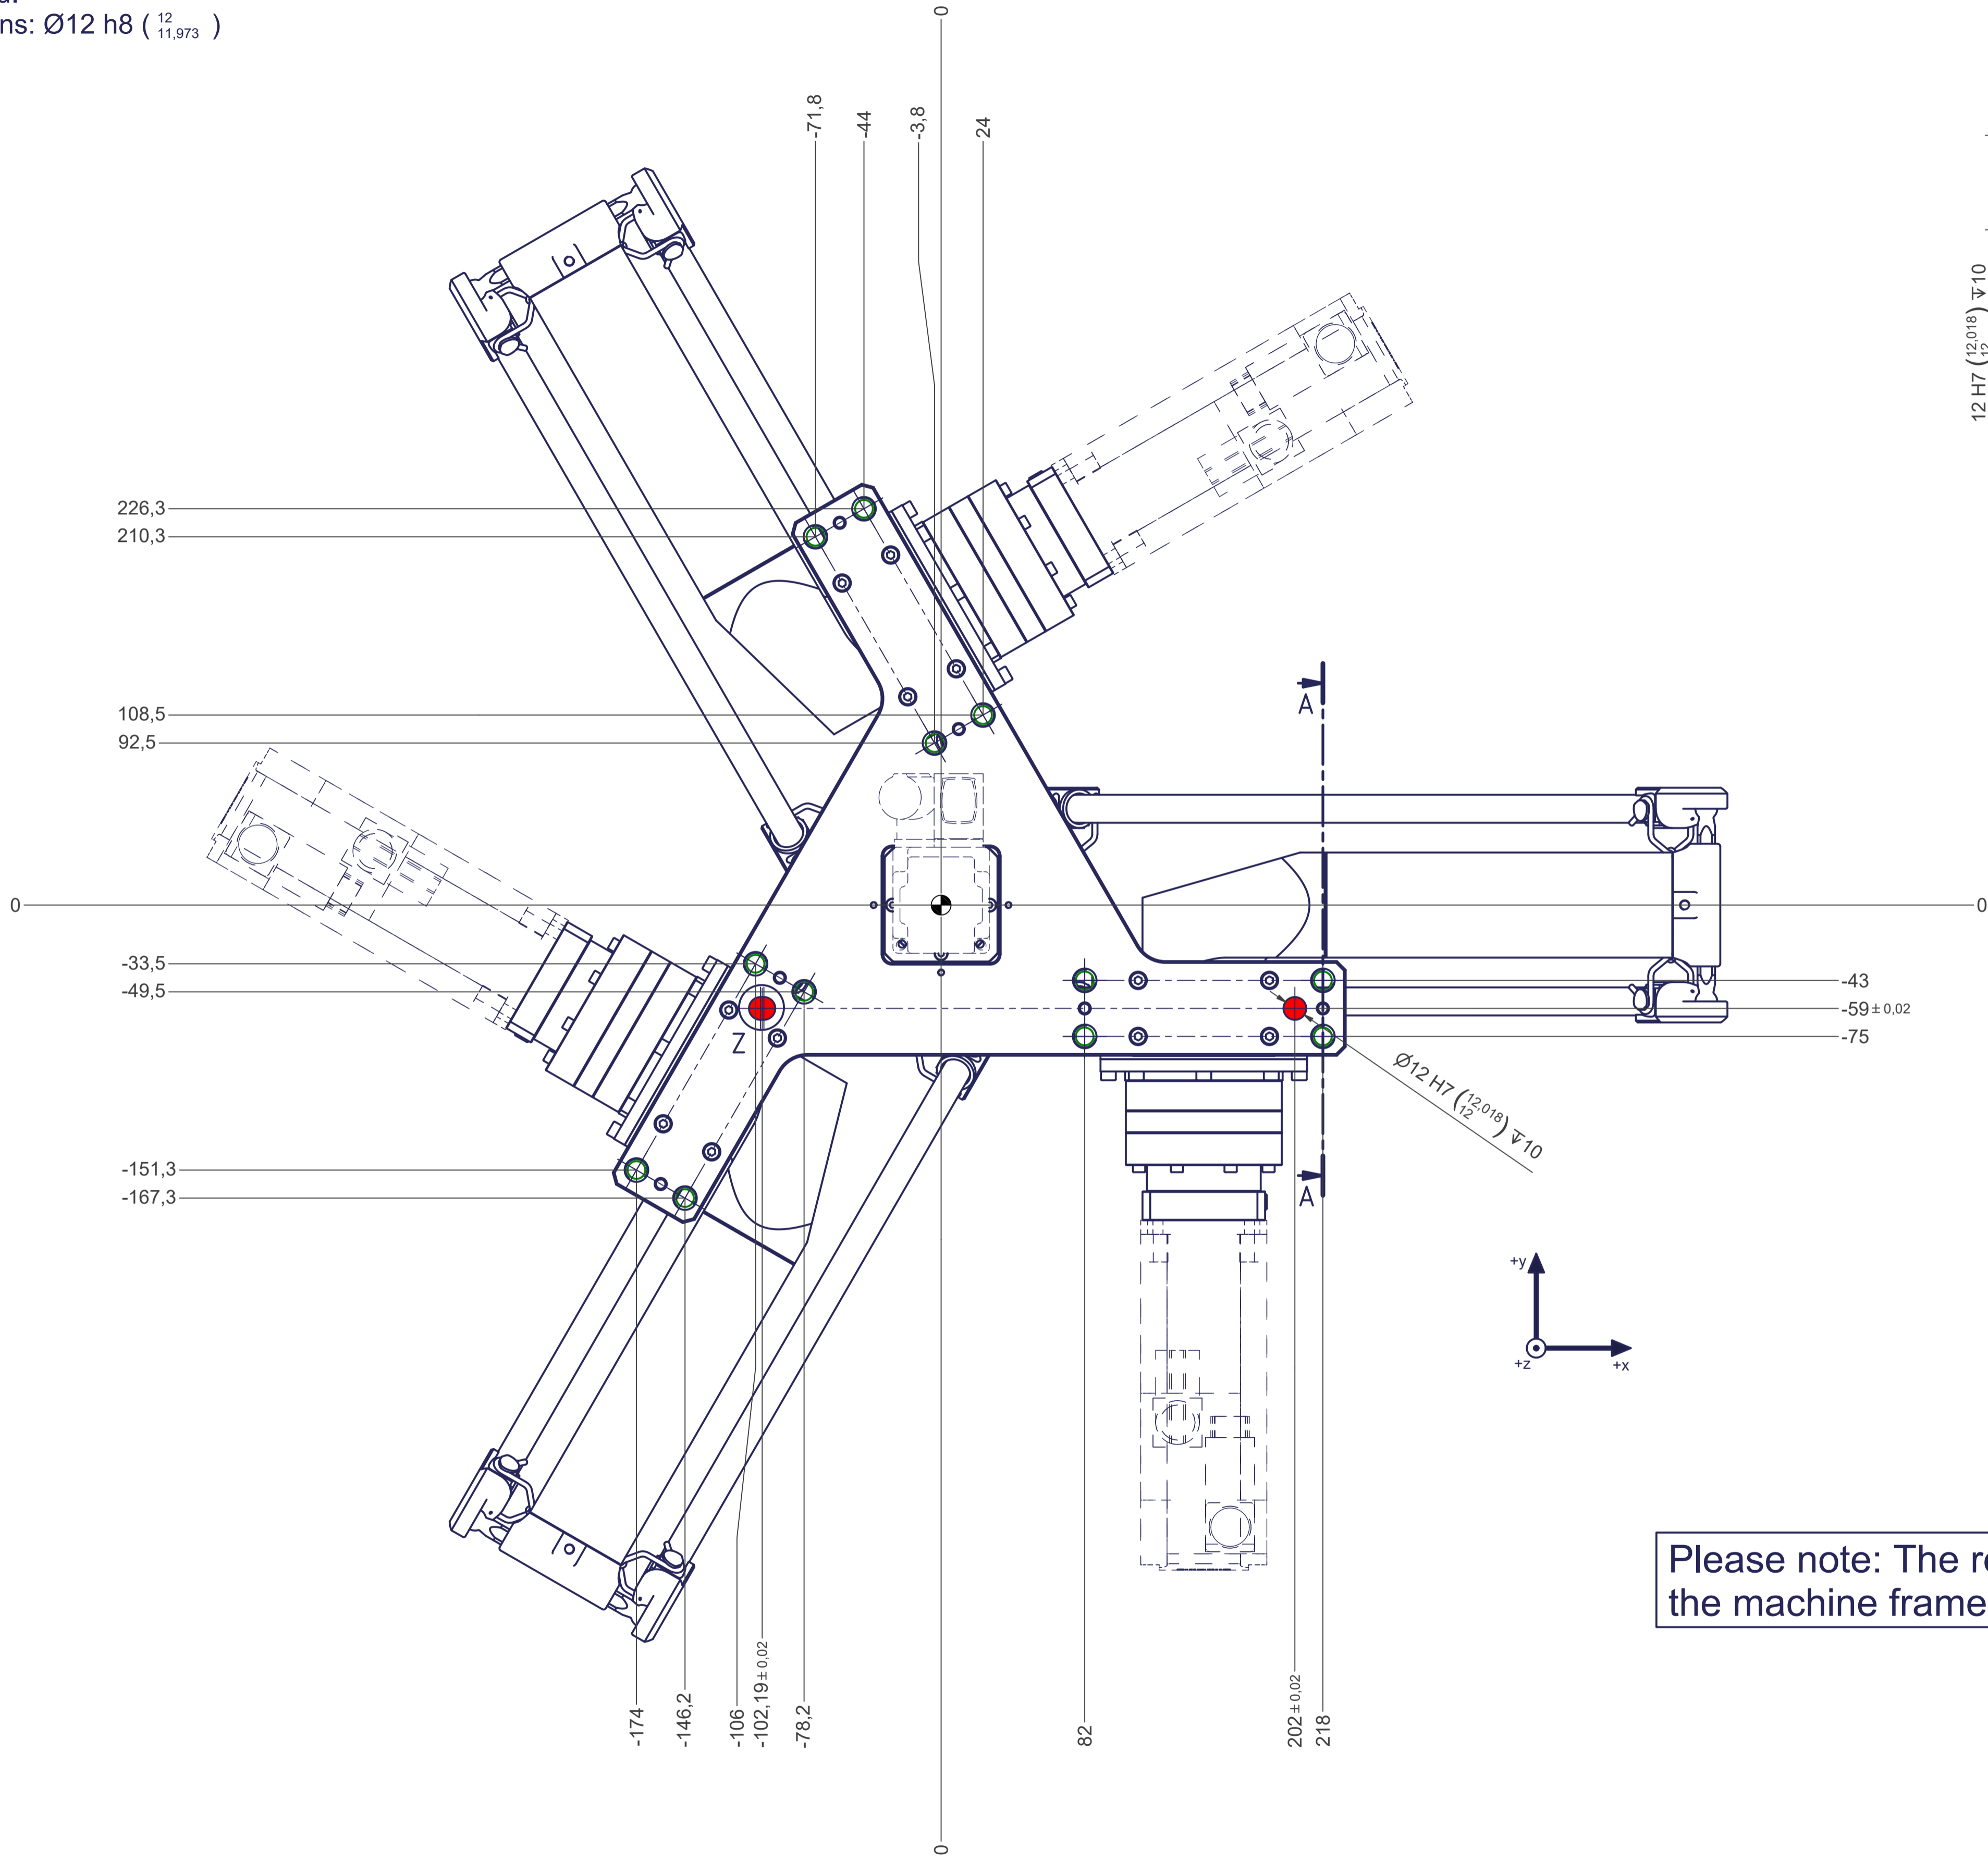 ns: Ø12 h8 ( 12 11,973 )
0
-71,8
-44
-3,8
24
12 H7 (12,018 12) ↧10
226,3
210,3
108,5
92,5
A
0
0
-33,5
-49,5
-43
-59 ± 0,02
-75
Z
Ø12 H7 (12,018 12) ↧10
-151,3
-167,3
A
+y
+z
+x
Please note: The
the machine frame
-174
-146,2
-106
-102,19 ± 0,02
-78,2
82
202 ± 0,02
218
0